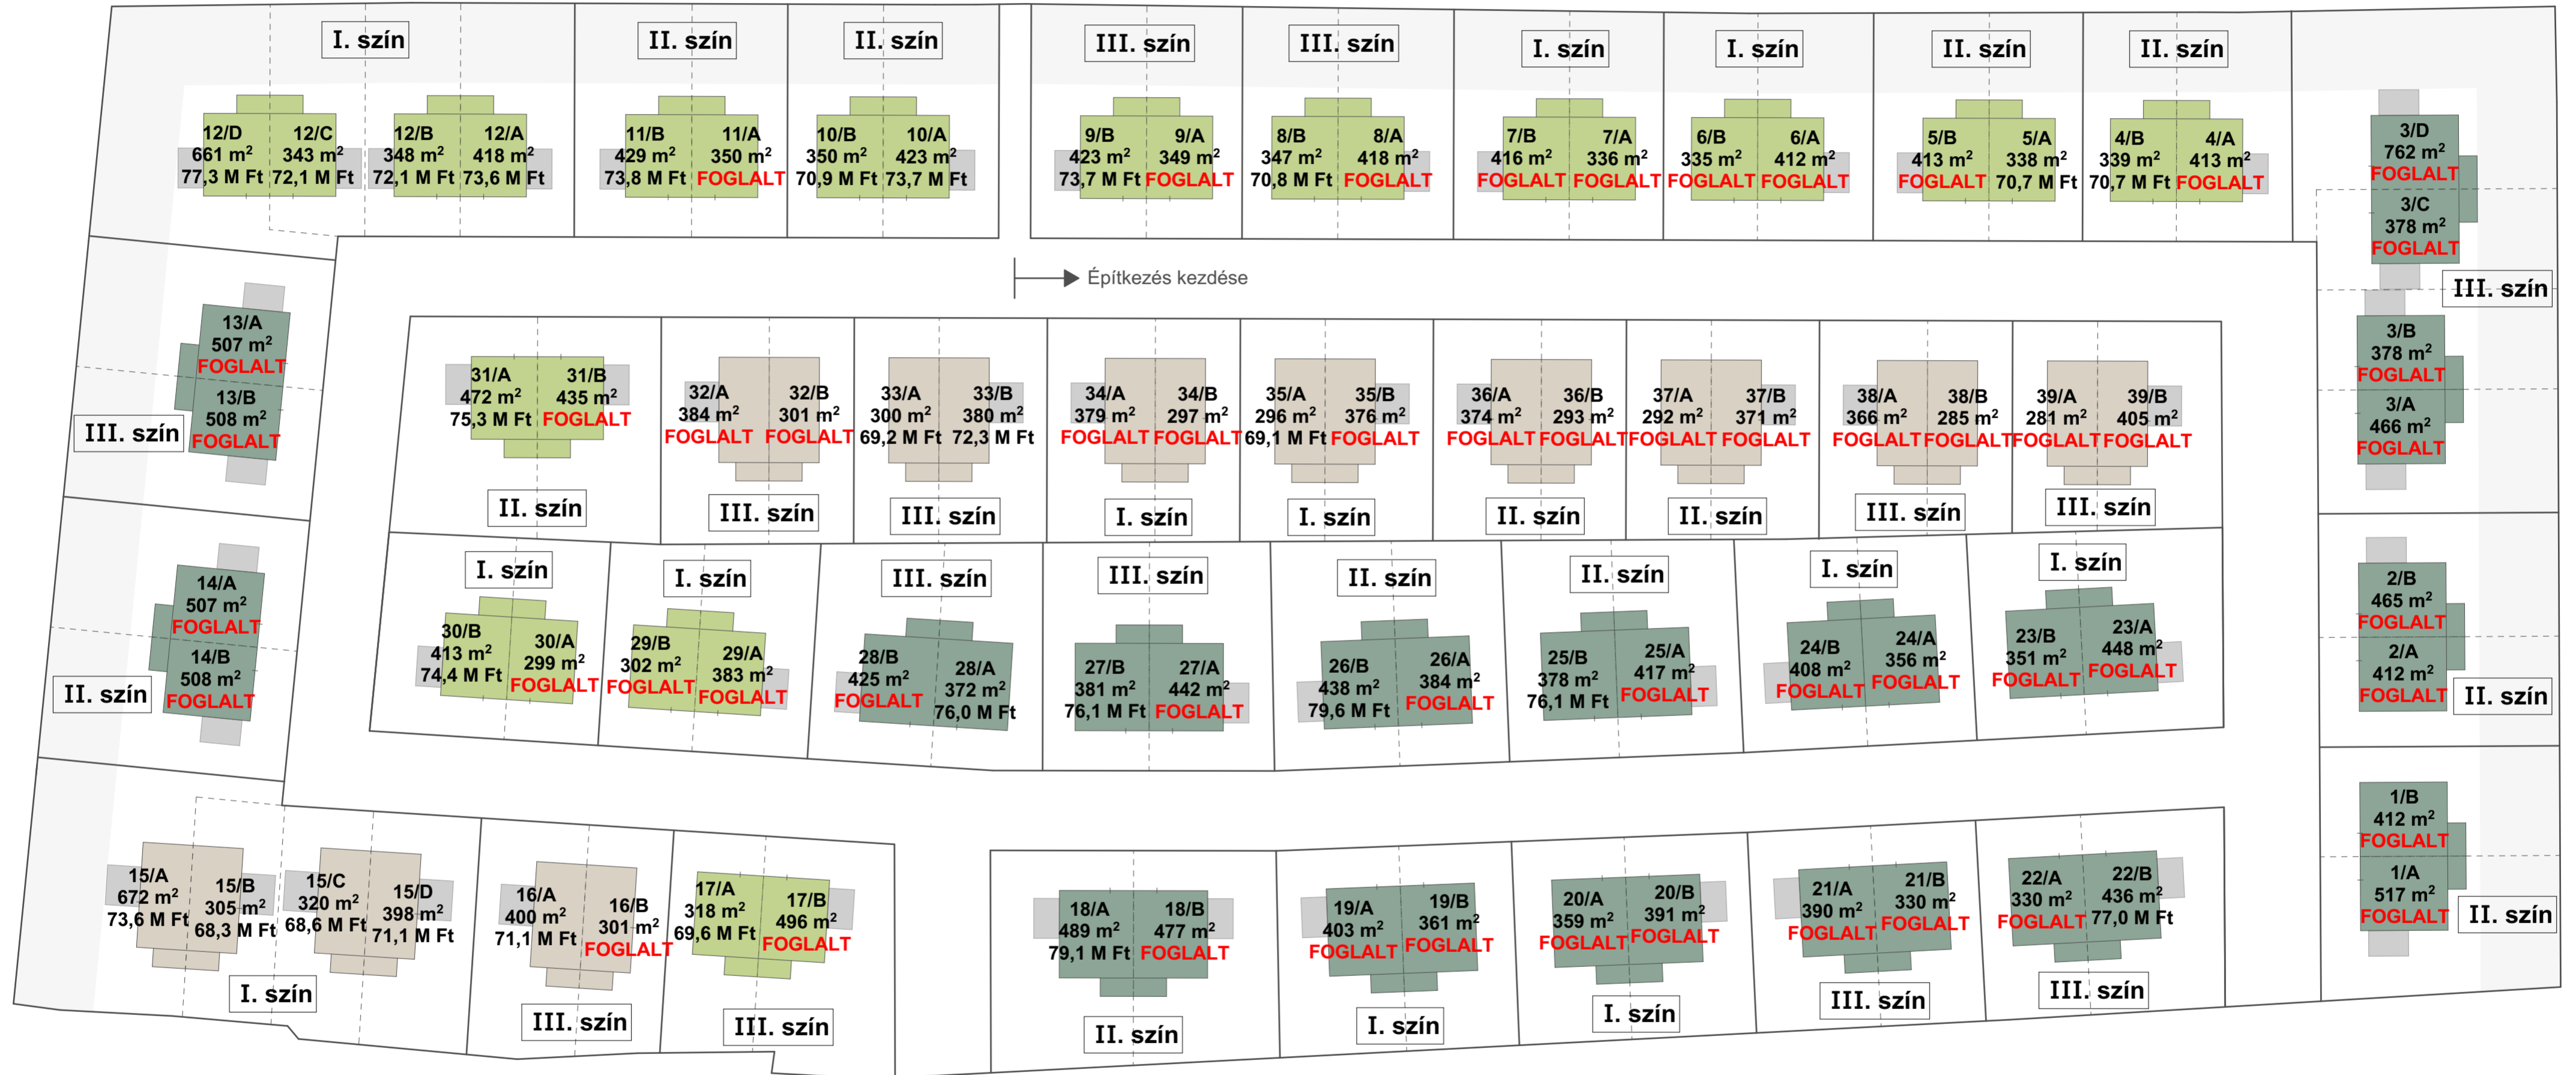 I. szín
II. szín
II. szín
III. szín
III. szín
I. szín
I. szín
II. szín
II. szín
12/D
661 m²
77,3 M Ft
12/C
343 m²
72,1 M Ft
12/B
348 m²
72,1 M Ft
12/A
418 m²
73,6 M Ft
11/B
429 m²
73,8 M Ft
11/A
350 m²
FOGLALT
10/B
350 m²
70,9 M Ft
10/A
423 m²
73,7 M Ft
9/B
423 m²
73,7 M Ft
9/A
349 m²
FOGLALT
8/B
347 m²
70,8 M Ft
8/A
418 m²
FOGLALT
7/B
416 m²
FOGLALT
7/A
336 m²
FOGLALT
6/B
335 m²
FOGLALT
6/A
412 m²
FOGLALT
5/B
413 m²
FOGLALT
5/A
338 m²
70,7 M Ft
4/B
339 m²
70,7 M Ft
4/A
413 m²
FOGLALT
3/D
762 m²
FOGLALT
3/C
378 m²
FOGLALT
III. szín
3/B
378 m²
FOGLALT
3/A
466 m²
FOGLALT
Építkezés kezdése
13/A
507 m²
FOGLALT
13/B
508 m²
FOGLALT
III. szín
31/A
472 m²
75,3 M Ft
31/B
435 m²
FOGLALT
32/A
384 m²
FOGLALT
32/B
301 m²
FOGLALT
33/A
300 m²
69,2 M Ft
33/B
380 m²
72,3 M Ft
34/A
379 m²
FOGLALT
34/B
297 m²
FOGLALT
35/A
296 m²
69,1 M Ft
35/B
376 m²
FOGLALT
36/A
374 m²
FOGLALT
36/B
293 m²
FOGLALT
37/A
292 m²
FOGLALT
37/B
371 m²
FOGLALT
38/A
366 m²
FOGLALT
38/B
285 m²
FOGLALT
39/A
281 m²
FOGLALT
39/B
405 m²
FOGLALT
II. szín
III. szín
III. szín
I. szín
I. szín
II. szín
II. szín
III. szín
III. szín
I. szín
I. szín
III. szín
III. szín
II. szín
II. szín
I. szín
I. szín
14/A
507 m²
FOGLALT
14/B
508 m²
FOGLALT
II. szín
30/B
413 m²
74,4 M Ft
30/A
299 m²
FOGLALT
29/B
302 m²
FOGLALT
29/A
383 m²
FOGLALT
28/B
425 m²
FOGLALT
28/A
372 m²
76,0 M Ft
27/B
381 m²
76,1 M Ft
27/A
442 m²
FOGLALT
26/B
438 m²
79,6 M Ft
26/A
384 m²
FOGLALT
25/B
378 m²
76,1 M Ft
25/A
417 m²
FOGLALT
24/B
408 m²
FOGLALT
24/A
356 m²
FOGLALT
23/B
351 m²
FOGLALT
23/A
448 m²
FOGLALT
2/B
465 m²
FOGLALT
2/A
412 m²
FOGLALT
II. szín
1/B
412 m²
FOGLALT
1/A
517 m²
FOGLALT
II. szín
15/A
672 m²
73,6 M Ft
15/B
305 m²
68,3 M Ft
15/C
320 m²
68,6 M Ft
15/D
398 m²
71,1 M Ft
16/A
400 m²
71,1 M Ft
16/B
301 m²
FOGLALT
17/A
318 m²
69,6 M Ft
17/B
496 m²
FOGLALT
18/A
489 m²
79,1 M Ft
18/B
477 m²
FOGLALT
19/A
403 m²
FOGLALT
19/B
361 m²
FOGLALT
20/A
359 m²
FOGLALT
20/B
391 m²
FOGLALT
21/A
390 m²
FOGLALT
21/B
330 m²
FOGLALT
22/A
330 m²
FOGLALT
22/B
436 m²
77,0 M Ft
I. szín
III. szín
III. szín
II. szín
I. szín
I. szín
III. szín
III. szín